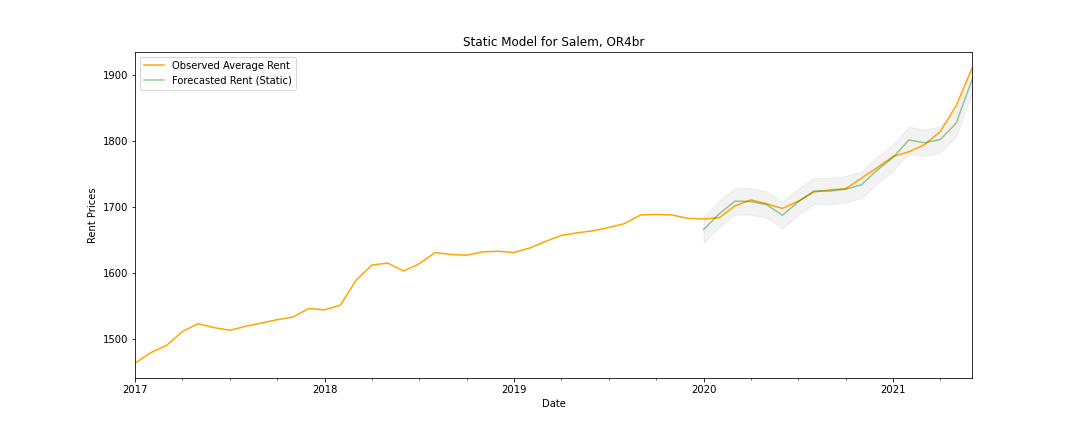 Static Model for Salem, OR4br
Observed Average Rent
Forecasted Rent (Static)
1900
1800
1700
1600
1500
Rent Prices
2017 2018 2019 2020 2021
Date